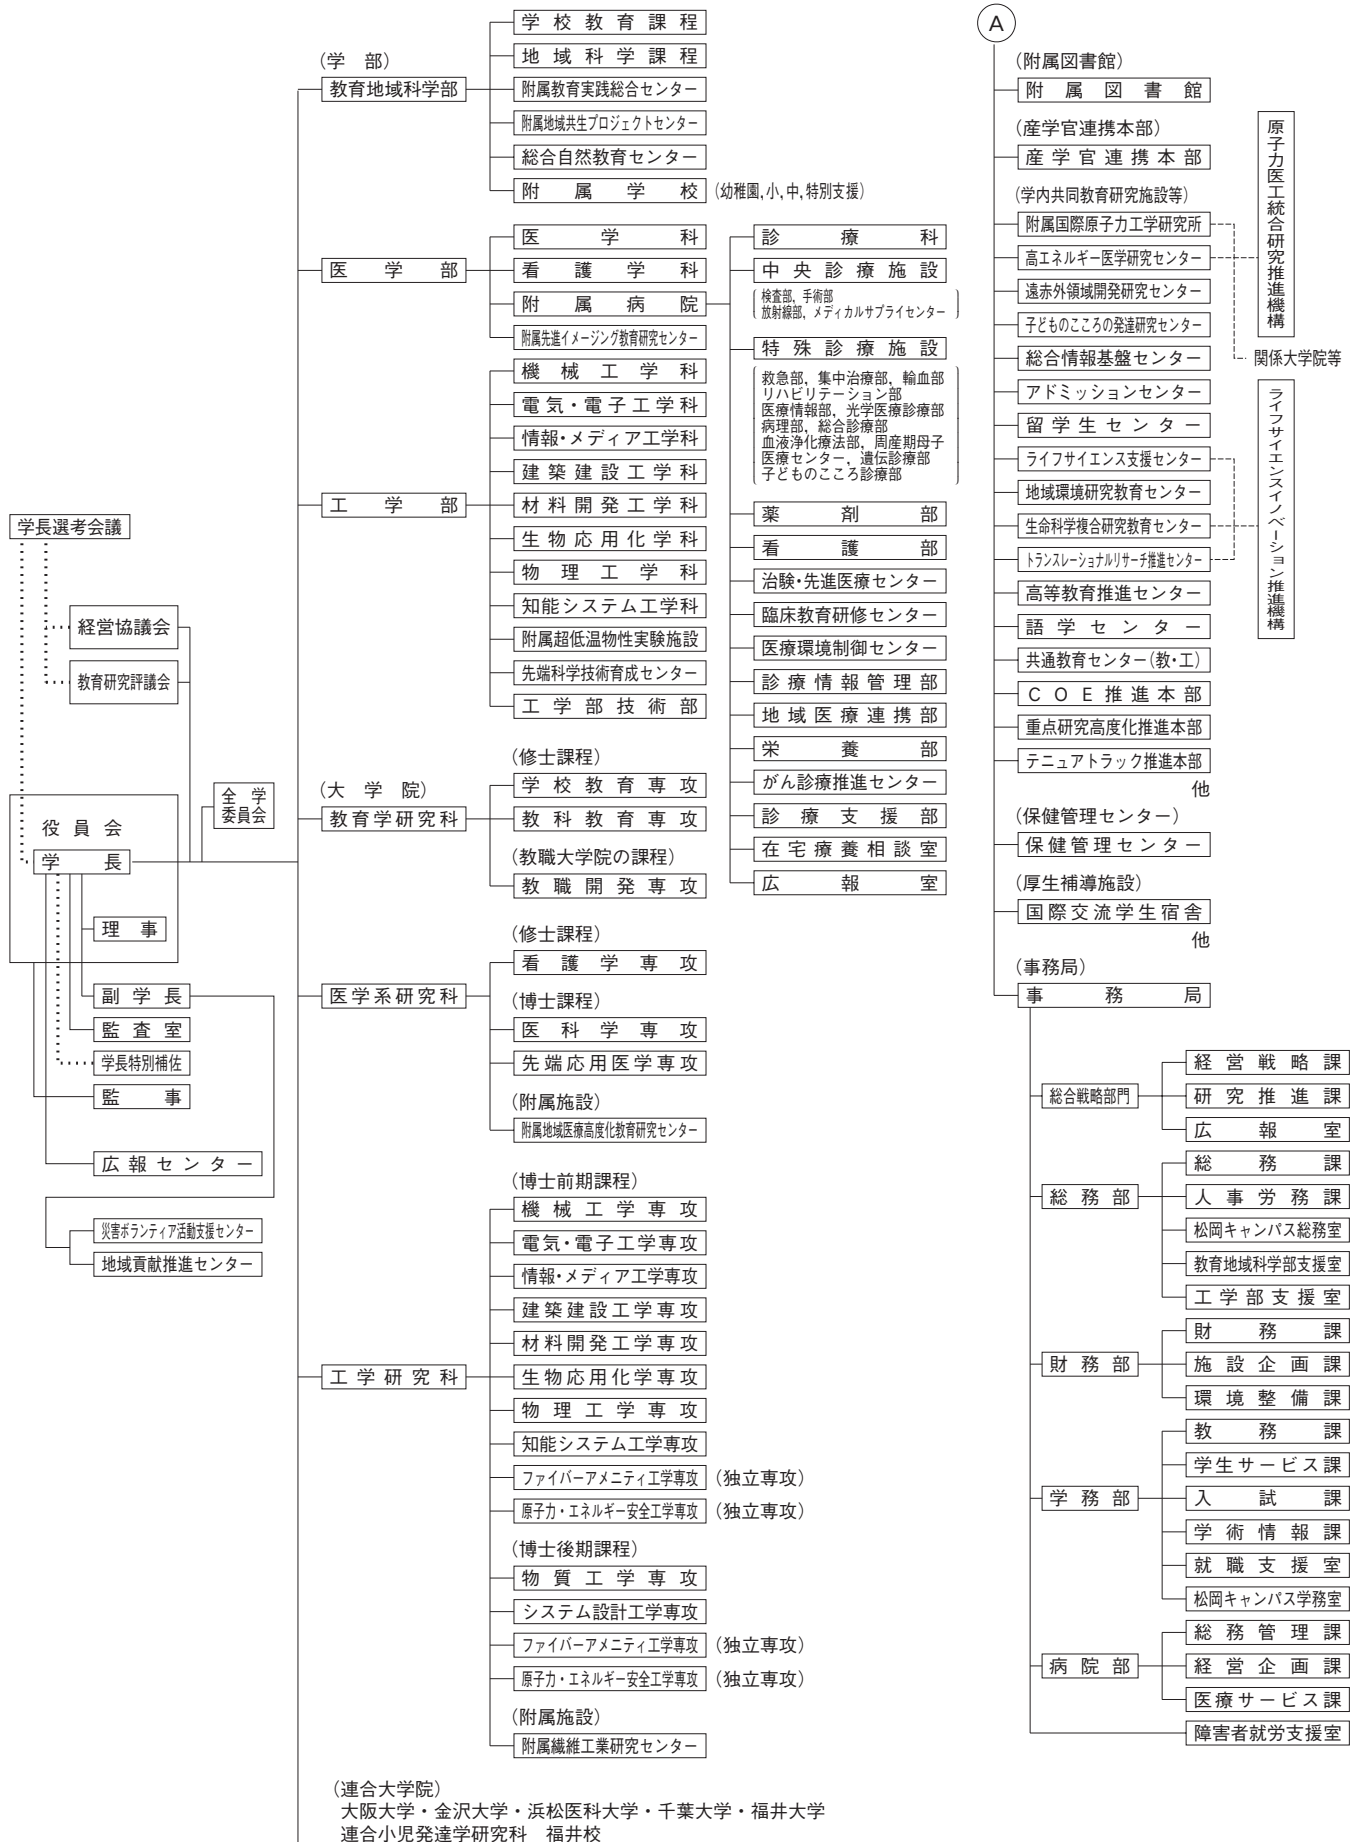 学長選考会議
経営協議会
教育研究評議会
全学
委員会
役員会
学長
理事
副学長
監査室
学長特別補佐
監事
広報センター
災害ボランティア活動支援センター
地域貢献推進センター
(学部)
教育地域科学部
学校教育課程
地域科学課程
附属教育実践総合センター
附属地域共生プロジェクトセンター
総合自然教育センター
附属学校 (幼稚園,小,中,特別支援)
医学部
医学科
看護学科
附属病院
附属先進イメージング教育研究センター
診療科
中央診療施設
検査部,手術部
放射線部,メディカルサプライセンター
特殊診療施設
救急部,集中治療部,輸血部
リハビリテーション部
医療情報部,光学医療診療部
病理部,総合診療部
血液浄化療法部,周産期母子
医療センター,遺伝診療部
子どものこころ診療部
薬剤部
看護部
治験・先進医療センター
臨床教育研修センター
医療環境制御センター
診療情報管理部
地域医療連携部
栄養部
がん診療推進センター
診療支援部
在宅療養相談室
広報室
工学部
機械工学科
電気・電子工学科
情報・メディア工学科
建築建設工学科
材料開発工学科
生物応用化学科
物理工学科
知能システム工学科
附属超低温物性実験施設
先端科学技術育成センター
工学部技術部
(大学院)
教育学研究科
(修士課程)
学校教育専攻
教科教育専攻
(教職大学院の課程)
教職開発専攻
医学系研究科
(修士課程)
看護学専攻
(博士課程)
医科学専攻
先端応用医学専攻
(附属施設)
附属地域医療高度化教育研究センター
工学研究科
(博士前期課程)
機械工学専攻
電気・電子工学専攻
情報・メディア工学専攻
建築建設工学専攻
材料開発工学専攻
生物応用化学専攻
物理工学専攻
知能システム工学専攻
ファイバーアメニティ工学専攻 (独立専攻)
原子力・エネルギー安全工学専攻 (独立専攻)
(博士後期課程)
物質工学専攻
システム設計工学専攻
ファイバーアメニティ工学専攻 (独立専攻)
原子力・エネルギー安全工学専攻 (独立専攻)
(附属施設)
附属繊維工業研究センター
(連合大学院)
大阪大学・金沢大学・浜松医科大学・千葉大学・福井大学
連合小児発達学研究科 福井校
A
(附属図書館)
附属図書館
(産学官連携本部)
産学官連携本部
(学内共同教育研究施設等)
附属国際原子力工学研究所
高エネルギー医学研究センター
遠赤外領域開発研究センター
子どものこころの発達研究センター
総合情報基盤センター
アドミッションセンター
留学生センター
ライフサイエンス支援センター
地域環境研究教育センター
生命科学複合研究教育センター
トランスレーショナルリサーチ推進センター
高等教育推進センター
語学センター
共通教育センター(教・工)
COE推進本部
重点研究高度化推進本部
テニュアトラック推進本部
他
原子力医工統合研究推進機構
関係大学院等
ライフサイエンスイノベーション推進機構
(保健管理センター)
保健管理センター
(厚生補導施設)
国際交流学生宿舎
他
(事務局)
事務局
総合戦略部門
経営戦略課
研究推進課
広報室
総務部
総務課
人事労務課
松岡キャンパス総務室
教育地域科学部支援室
工学部支援室
財務部
財務課
施設企画課
環境整備課
学務部
教務課
学生サービス課
入試課
学術情報課
就職支援室
松岡キャンパス学務室
病院部
総務管理課
経営企画課
医療サービス課
障害者就労支援室